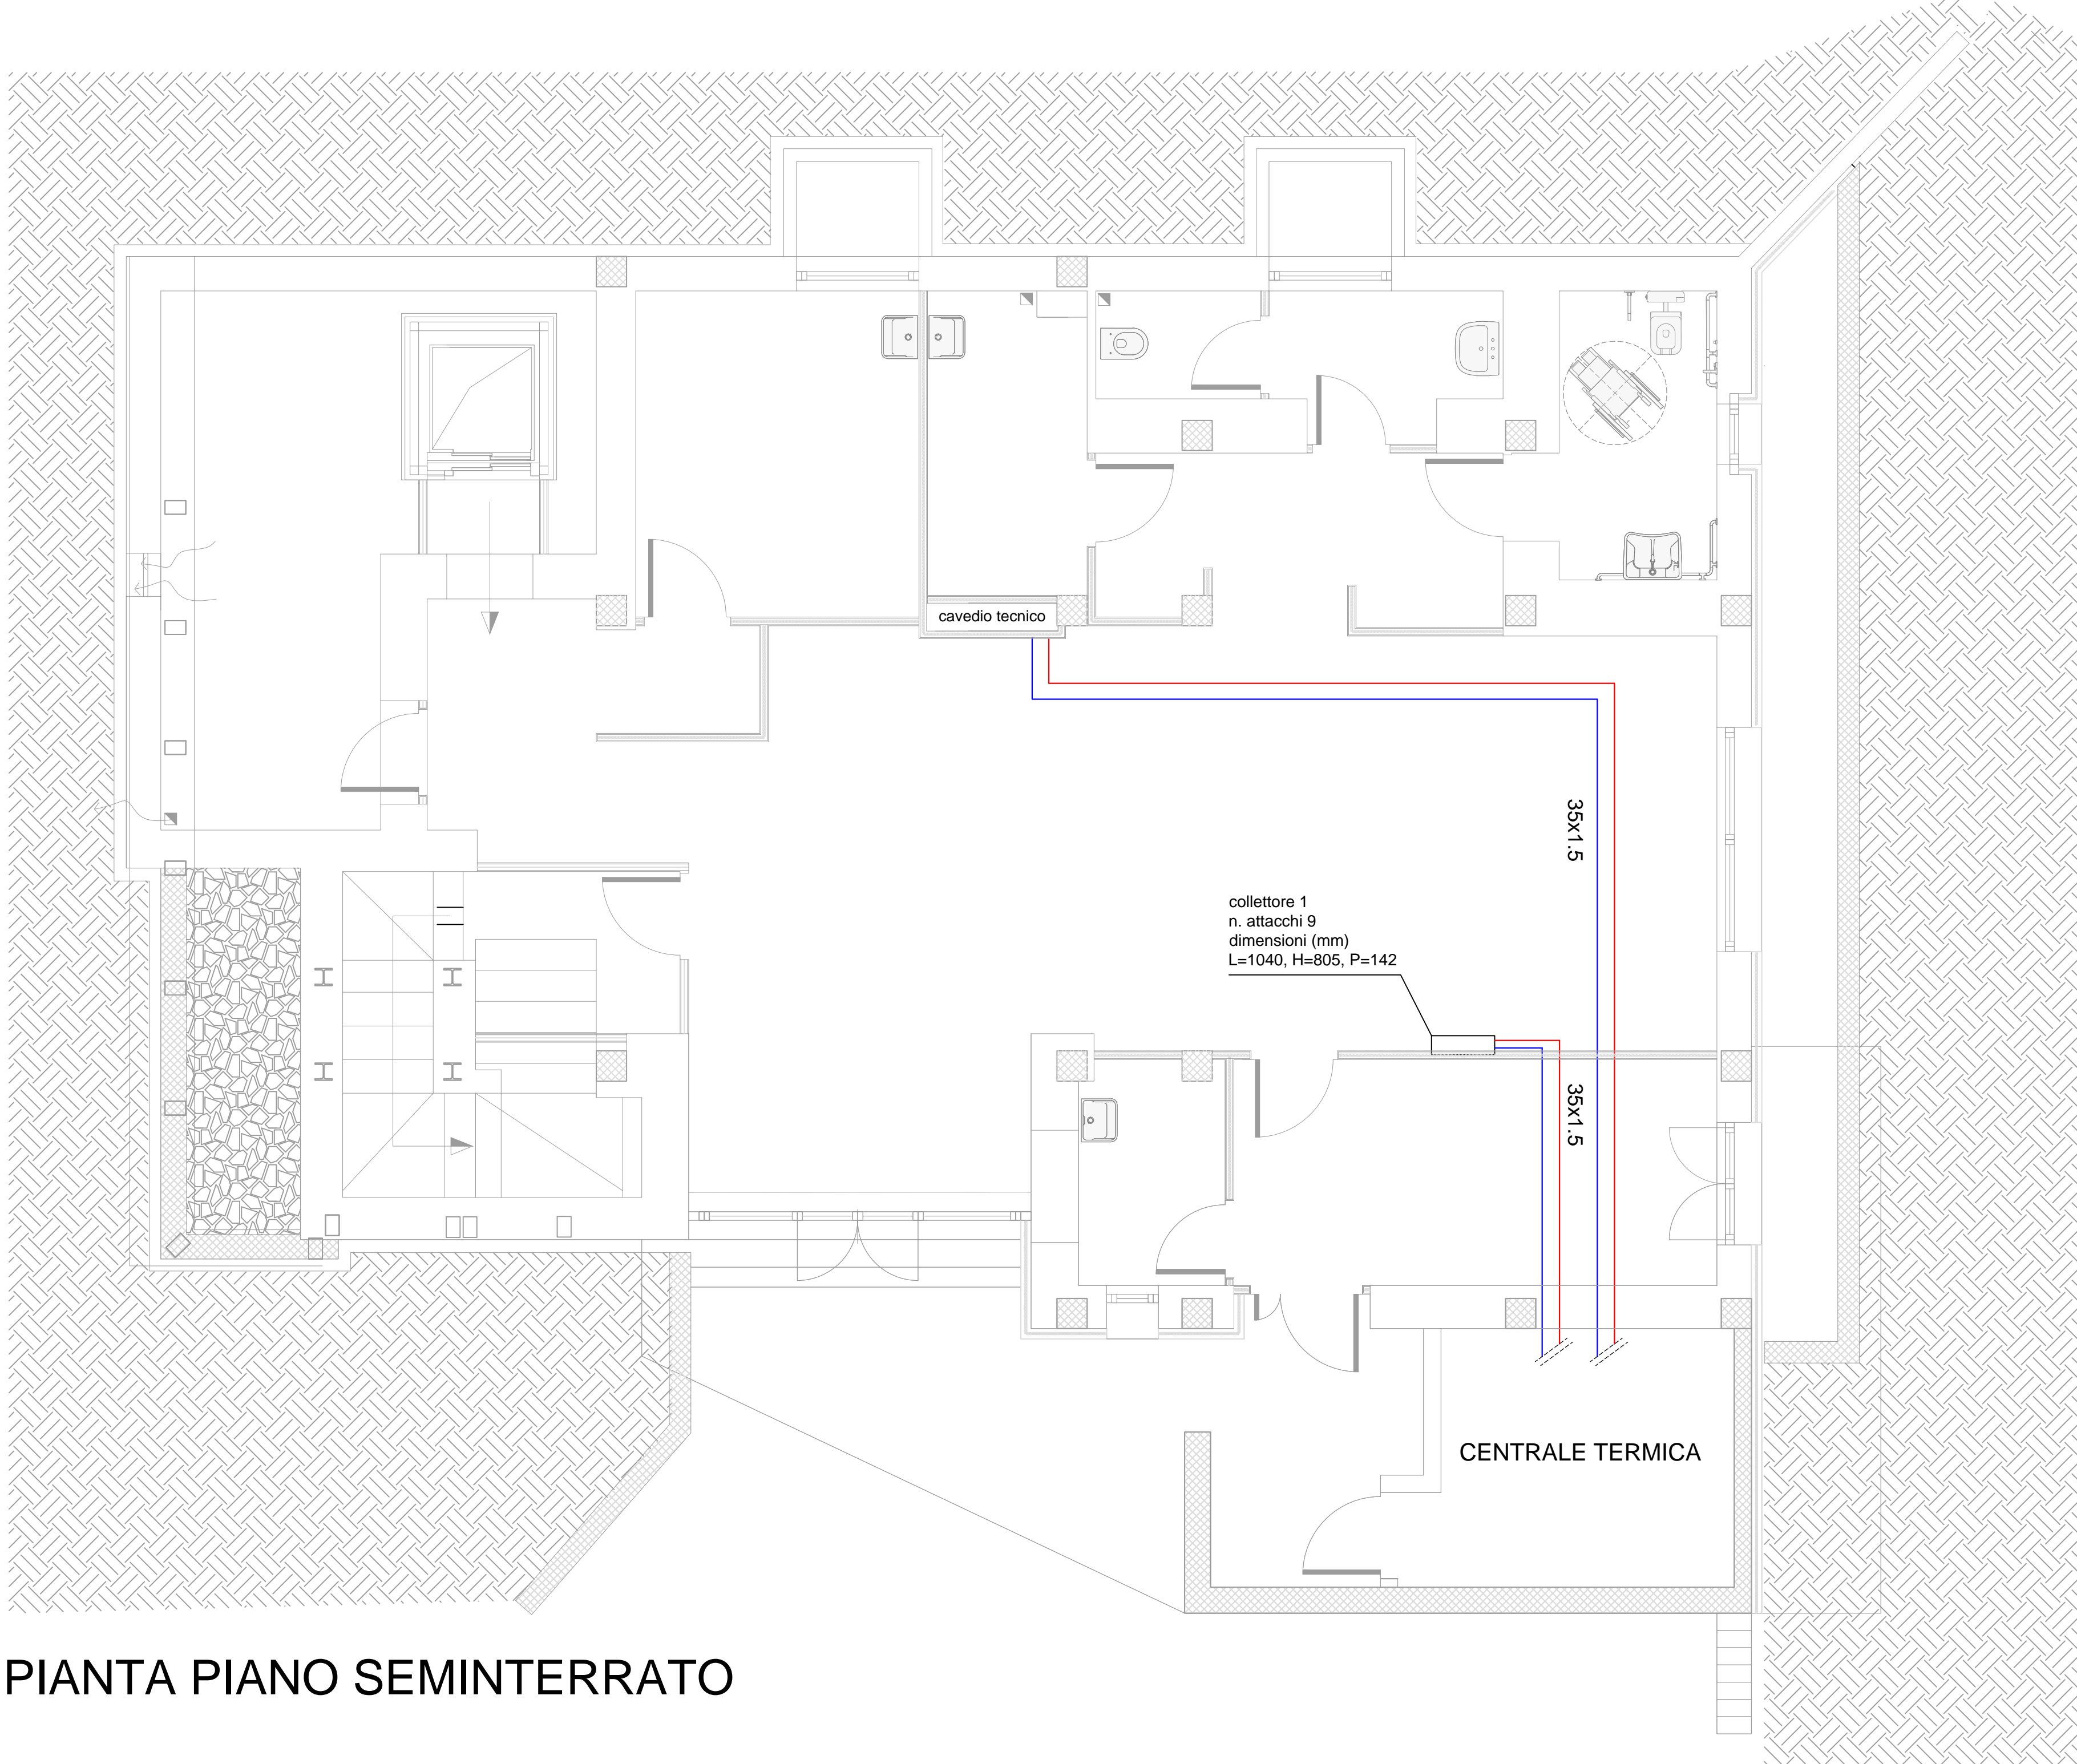 cavedio tecnico
35x1.5
collettore 1
n. attacchi 9
dimensioni (mm)
L=1040, H=805, P=142
35x1.5
CENTRALE TERMICA
PIANTA PIANO SEMINTERRATO